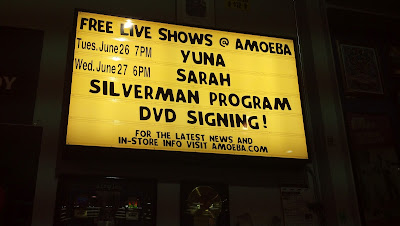 FREE LIVE SHOWS @ AMOEBA
Tues. June 26 7PM
YUNA
Wed. June 27 6PM
SARAH
SILVERMAN PROGRAM
DVD SIGNING!
FOR THE LATEST NEWS AND
IN-STORE INFO VISIT AMOEBA.COM